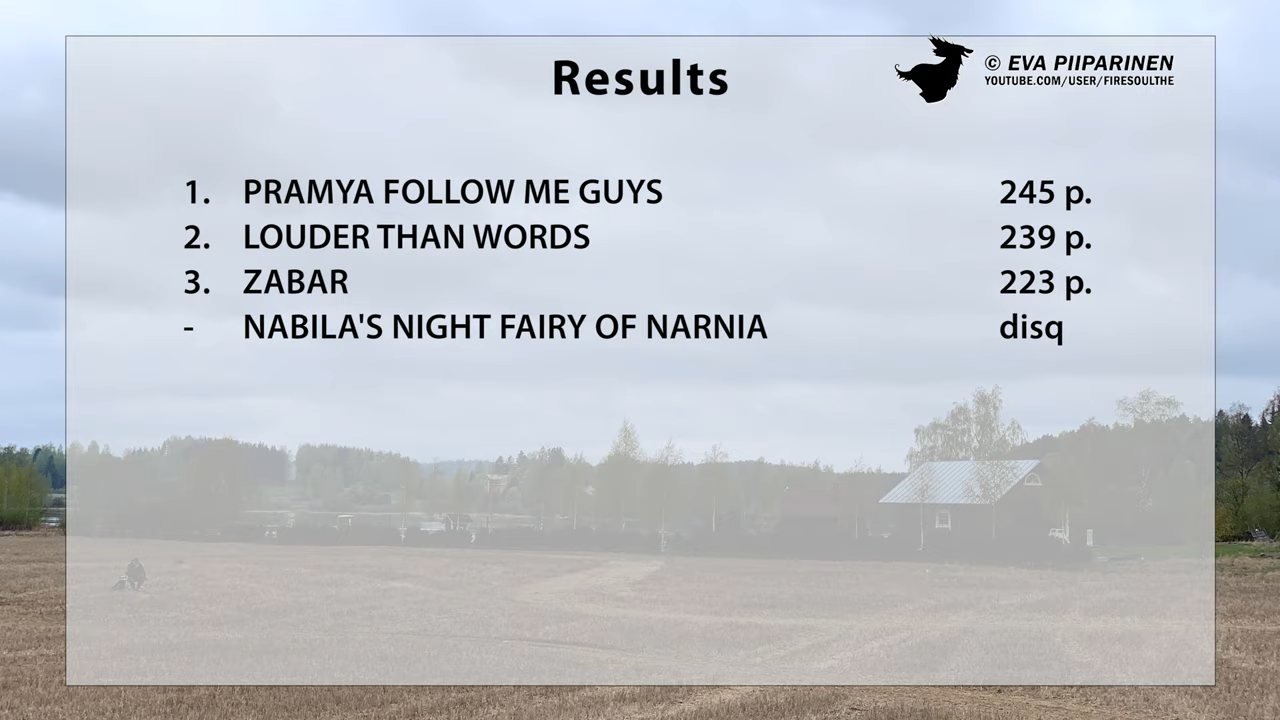 Results
© EVA PIIPARINEN
YOUTUBE.COM/USER/FIRESOULTHE
1. PRAMYA FOLLOW ME GUYS 245 p.
2. LOUDER THAN WORDS 239 p.
3. ZABAR 223 p.
- NABILA'S NIGHT FAIRY OF NARNIA disq